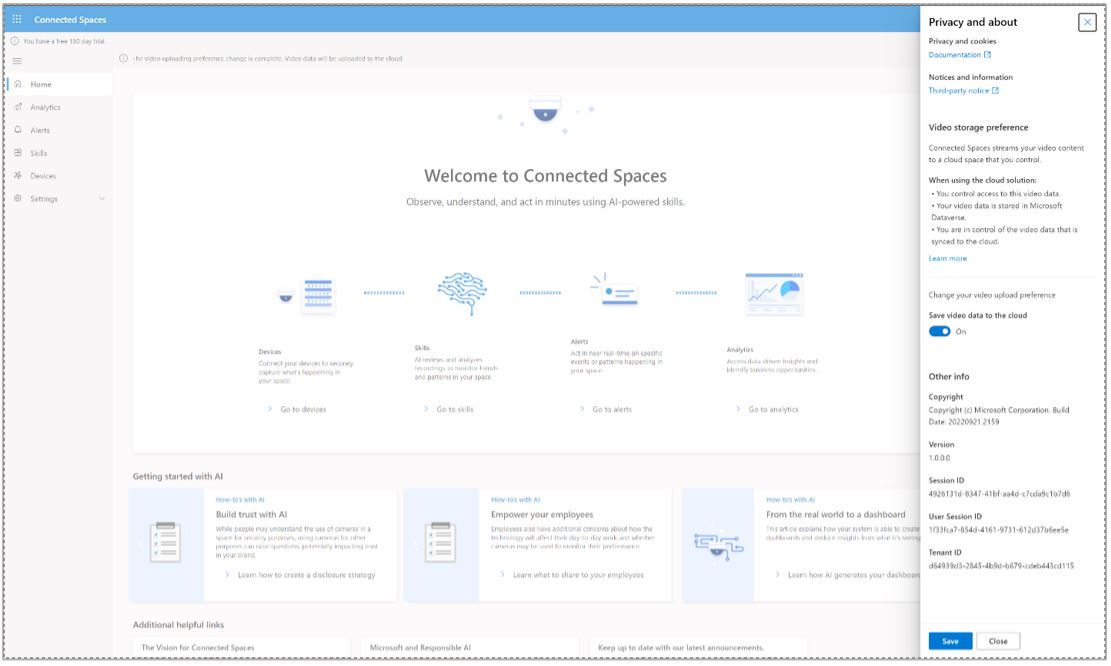 Connected Spaces
You have a free 180 day trial.
The video uploading preference change is complete. Video data will be uploaded to the cloud.
Home
Analytics
Alerts
Skills
Devices
Settings
Welcome to Connected Spaces
Observe, understand, and act in minutes using AI-powered skills.
Devices
Connect your devices to securely
capture what's happening in
your space.
Go to devices
Skills
AI reviews and analyzes
recordings to monitor trends
and patterns in your space.
Go to skills
Alerts
Act in near real-time on specific
events or patterns happening in
your space.
Go to alerts
Analytics
Access data driven insights and
identify business opportunities.
Go to analytics
Getting started with AI
How-to's with AI
Build trust with AI
While people may understand the use of cameras in a
space for security purposes, using cameras for other
purposes can raise questions, potentially impacting trust
in your brand.
Learn how to create a disclosure strategy
How-to's with AI
Empower your employees
Employees also have additional concerns about how the
technology will affect their day-to-day work and whether
cameras may be used to monitor their performance.
Learn what to share to your employees
How-to's with AI
From the real world to a dashboard
This article explains how your system is able to create
dashboards and deduce insights from what it's seeing
Learn how AI generates your dashboard
Additional helpful links
The Vision for Connected Spaces
Microsoft and Responsible AI
Keep up to date with our latest announcements.
Privacy and about
Privacy and cookies
Documentation
Notices and information
Third-party notice
Video storage preference
Connected Spaces streams your video content
to a cloud space that you control.
When using the cloud solution:
• You control access to this video data.
• Your video data is stored in Microsoft
Dataverse.
• You are in control of the video data that is
synced to the cloud.
Learn more
Change your video upload preference
Save video data to the cloud
On
Other info
Copyright
Copyright (c) Microsoft Corporation. Build
Date: 20220921.2159
Version
1.0.0.0
Session ID
4926131d-8347-41bf-aa4d-c7cda9c1b7d6
User Session ID
1f33fca7-854d-4161-9731-612d37b6ee5e
Tenant ID
d64939d3-2845-4b9d-b679-cdeb443cd115
Save
Close